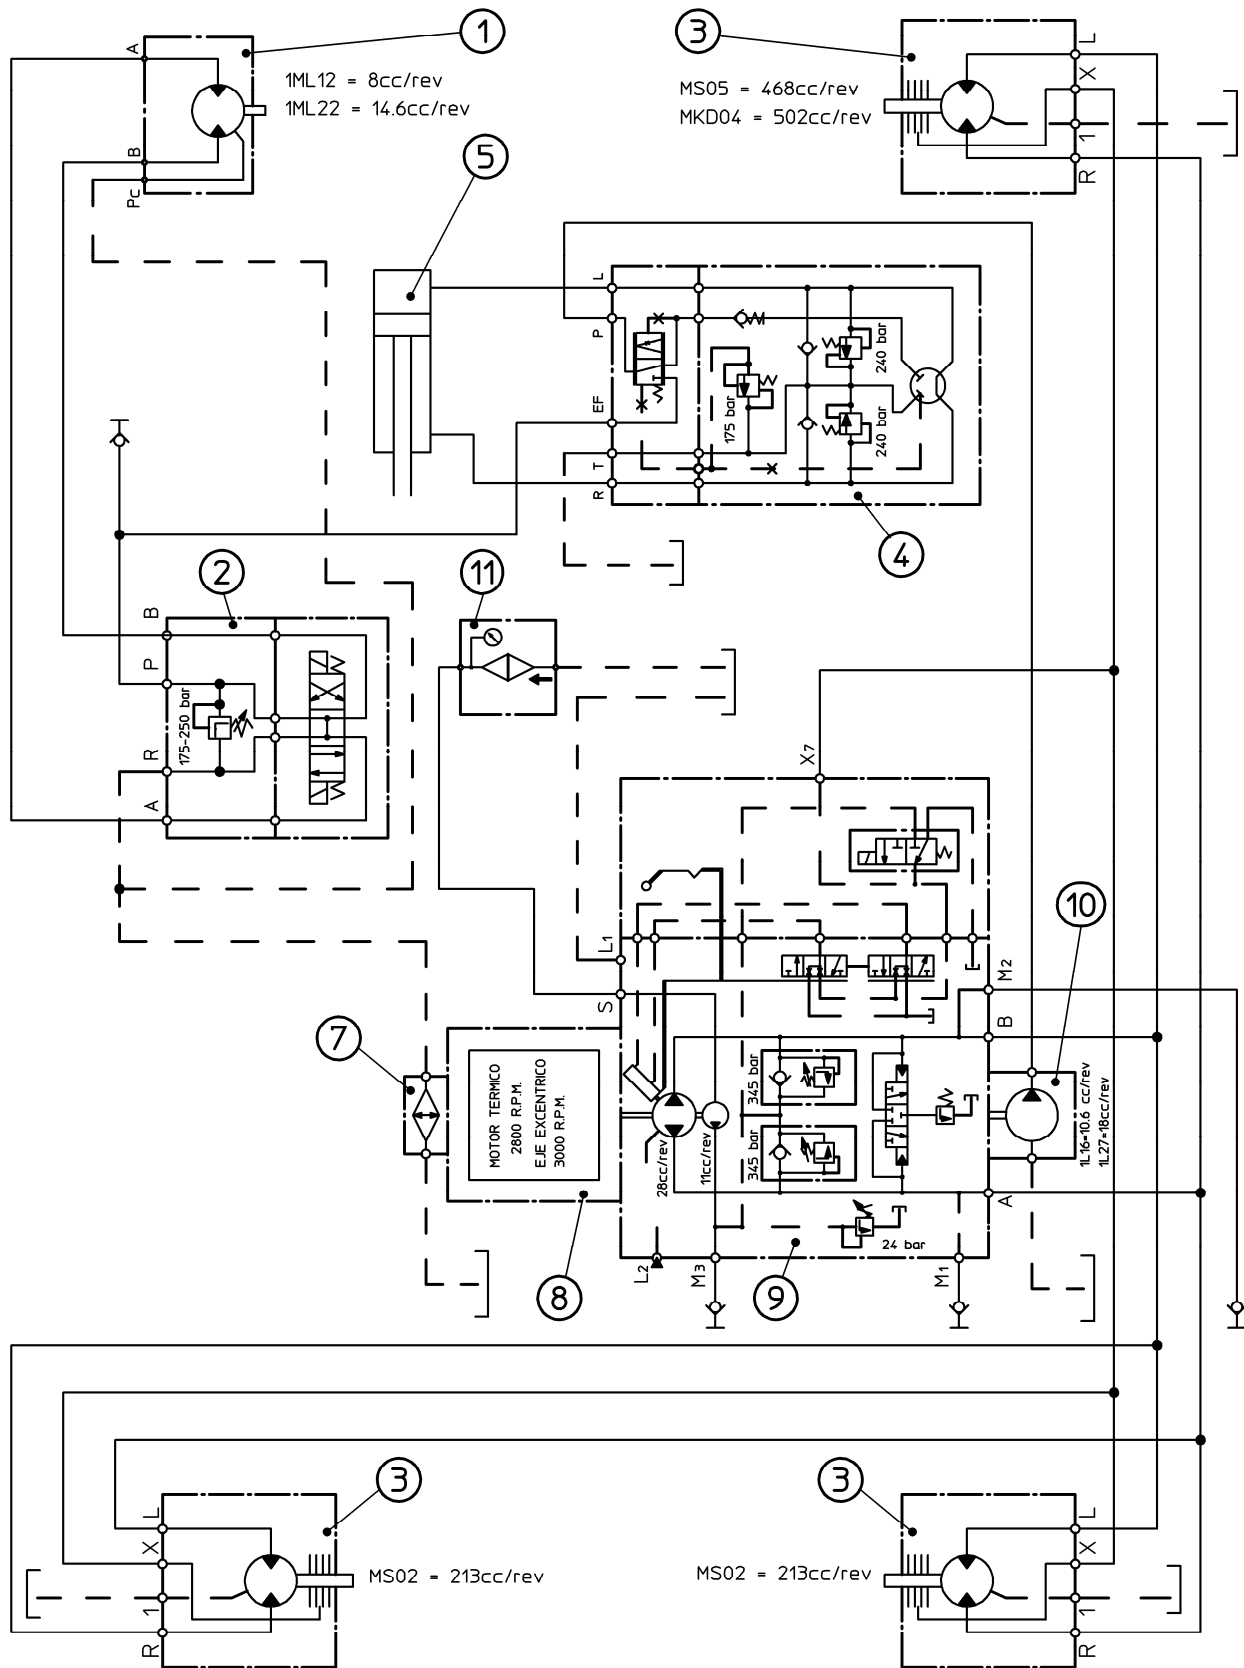 1
3
A
1ML12 = 8cc/rev
1ML22 = 14.6cc/rev
B
Pc
MS05 = 468cc/rev
MKD04 = 502cc/rev
L
X
1
R
5
L
P
EF
T
R
175 bar
240 bar
240 bar
4
2
11
B
P
R
A
175-250 bar
X7
10
L1
S
M2
B
7
MOTOR TERMICO
2800 R.P.M.
EJE EXCENTRICO
3000 R.P.M.
28cc/rev
11cc/rev
345 bar
345 bar
1L16=10.6 cc/rev
1L27=18cc/rev
A
24 bar
L2
M3
M1
8
9
3
3
L
X
1
R
MS02 = 213cc/rev
MS02 = 213cc/rev
L
X
1
R